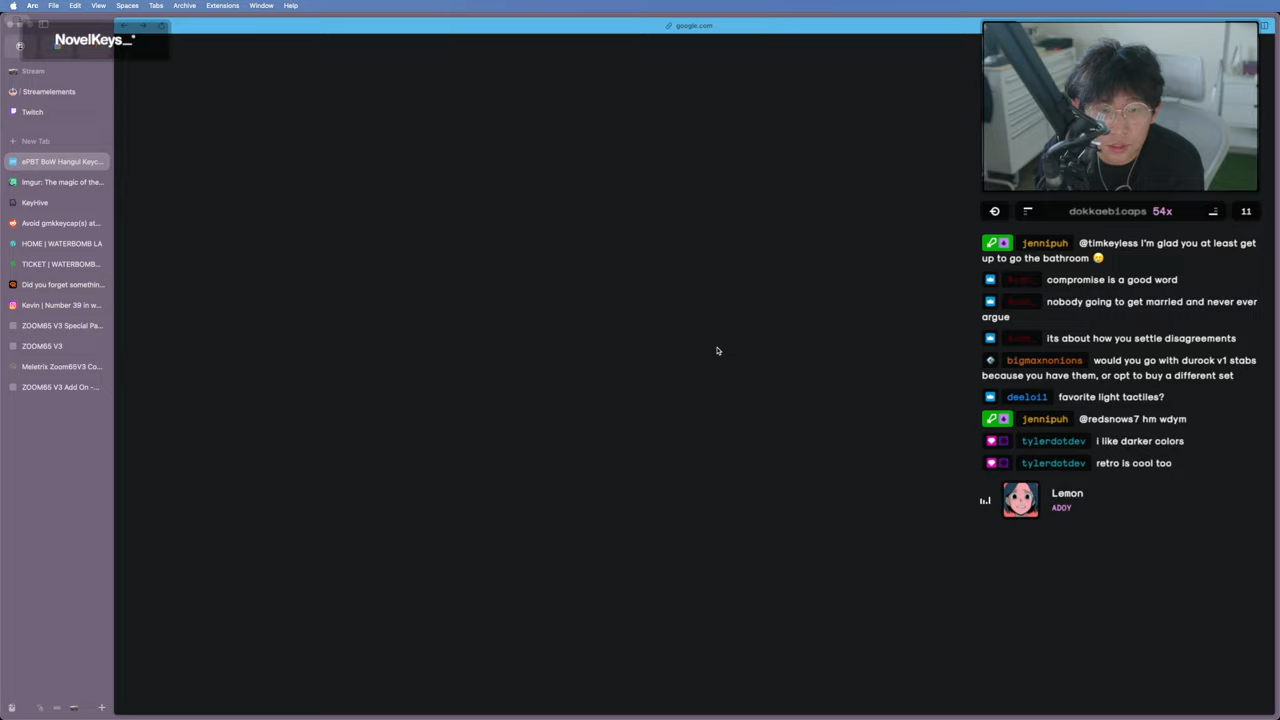 Arc File Edit View Spaces Tabs Archive Extensions Window Help
google.com
NovelKeys_*
Stream
/ Streamelements
Twitch
+ New Tab
ePBT BoW Hangul Keyc...
Imgur: The magic of the...
KeyHive
Avoid gmkkeycap(s) at...
HOME | WATERBOMB LA
TICKET | WATERBOMB...
Did you forget somethin...
Kevin | Number 39 in w...
ZOOM65 V3 Special Pa...
ZOOM65 V3
Meletrix Zoom65V3 Co...
ZOOM65 V3 Add On -...
dokkaebicaps 54x
11
jennipuh @timkeyless I'm glad you at least get
up to go the bathroom 🥲
compromise is a good word
nobody going to get married and never ever
argue
its about how you settle disagreements
bigmaxnonions would you go with durock v1 stabs
because you have them, or opt to buy a different set
deeloi1 favorite light tactiles?
jennipuh @redsnows7 hm wdym
tylerdotdev i like darker colors
tylerdotdev retro is cool too
Lemon
ADDY